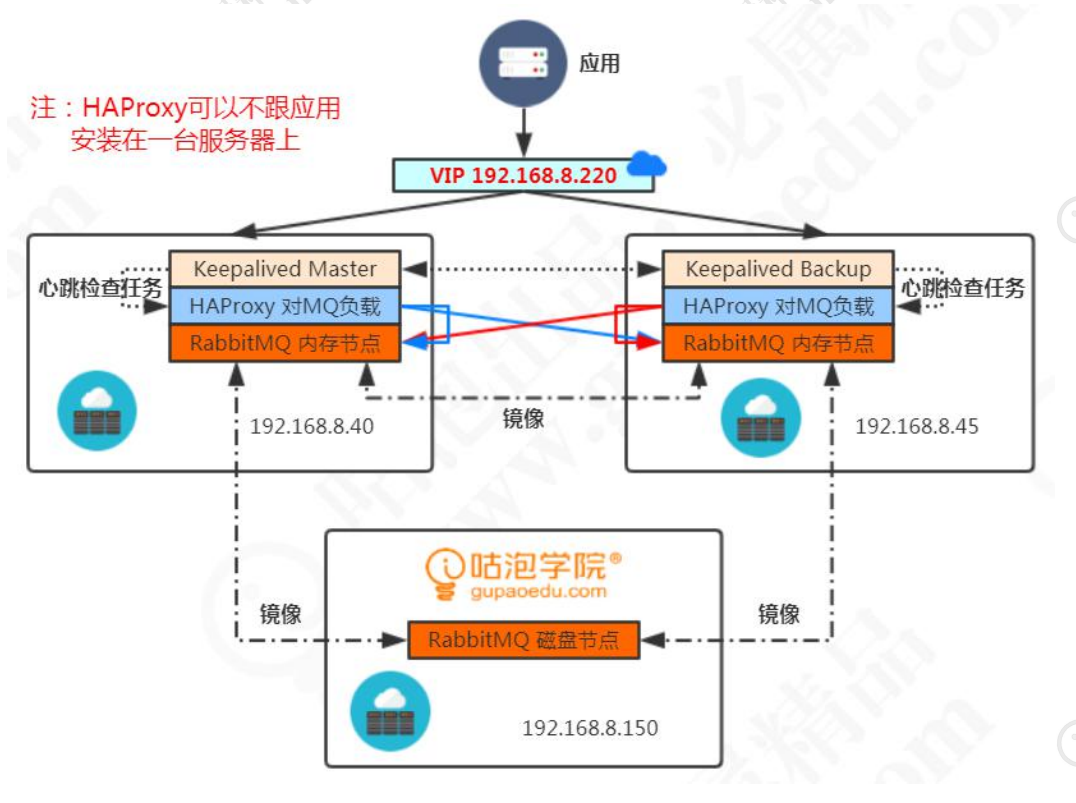 应用
注：HAProxy可以不跟应用
安装在一台服务器上
VIP 192.168.8.220
Keepalived Master
心跳检查任务
HAProxy 对MQ负载
RabbitMQ 内存节点
192.168.8.40
Keepalived Backup
心跳检查任务
HAProxy 对MQ负载
RabbitMQ 内存节点
192.168.8.45
镜像
咕泡学院®
gupaoedu.com
镜像
镜像
RabbitMQ 磁盘节点
192.168.8.150